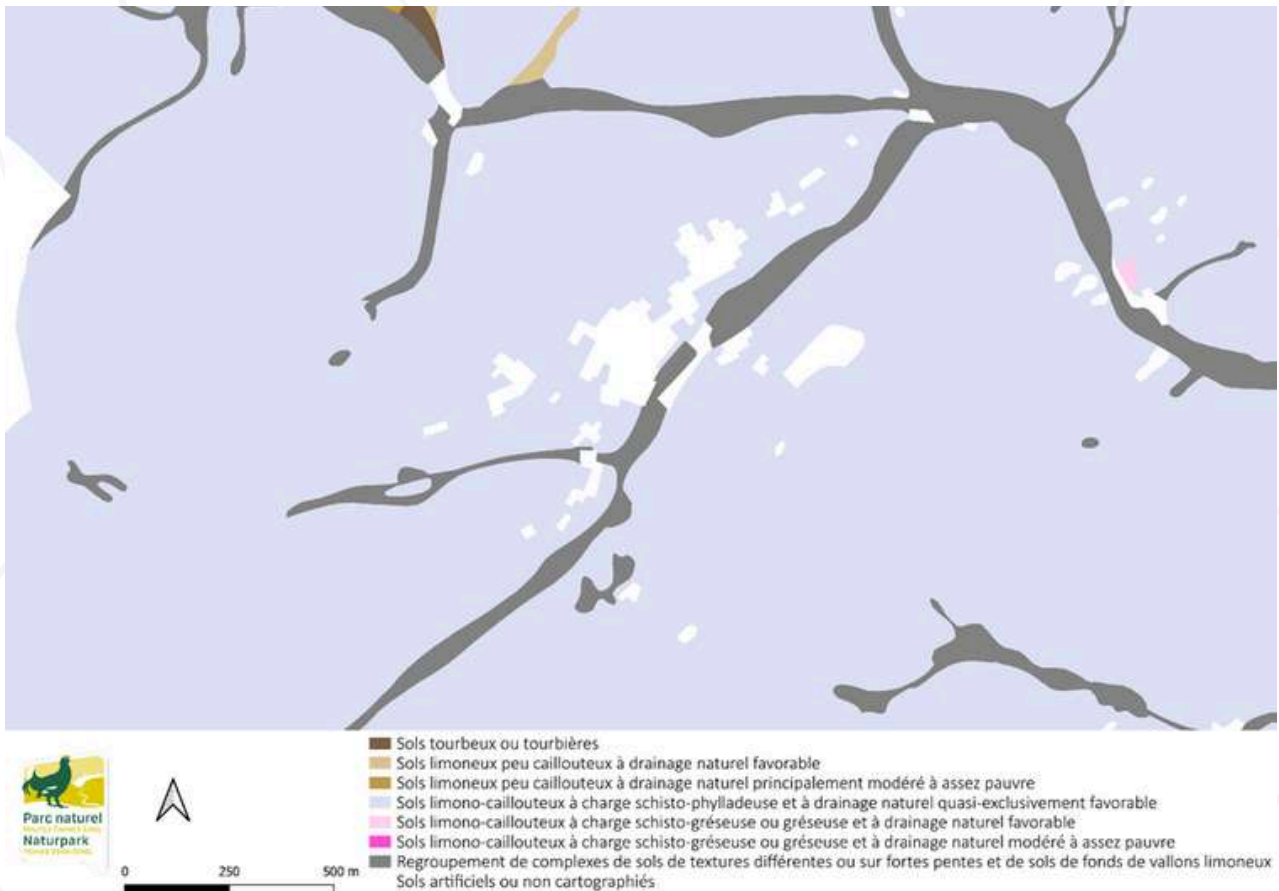 Sols tourbeux ou tourbières
Sols limoneux peu caillouteux à drainage naturel favorable
Sols limoneux peu caillouteux à drainage naturel principalement modéré à assez pauvre
Sols limono-caillouteux à charge schisto-phylladeuse et à drainage naturel quasi-exclusivement favorable
Sols limono-caillouteux à charge schisto-gréseuse ou gréseuse et à drainage naturel favorable
Sols limono-caillouteux à charge schisto-gréseuse ou gréseuse et à drainage naturel modéré à assez pauvre
Regroupement de complexes de sols de textures différentes ou sur fortes pentes et de sols de fonds de vallons limoneux
Sols artificiels ou non cartographiés
Parc naturel
Naturpark
0 250 500 m